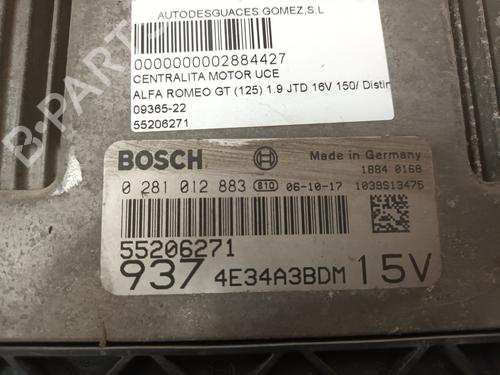 AUTODESGUACES GOMEZ,S.L
0000000002884427
CENTRALITA MOTOR UCE
ALFA ROMEO GT (125) 1.9 JTD 16V 150/ Distin
09365-22
55206271
BOSCH
Made in Germany
1884 0168
0 281 012 883 810 06-10-17 1039S13475
55206271
937 4E34A3BDM 15V
B-Parts